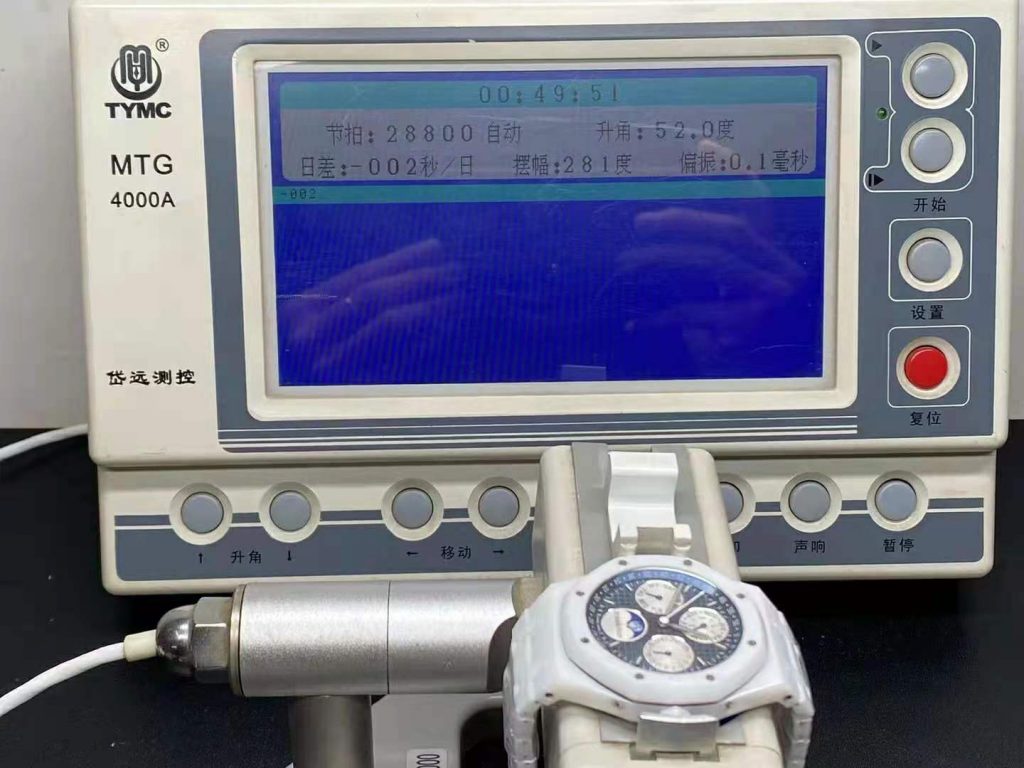 ®
TYMC
MTG
4000A
岱远测控
00:49:51
节拍: 28800 自动 升角: 52.0度
日差:-002秒/日 摆幅:281度 偏振:0.1毫秒
-002
开始
设置
复位
↑ 升角 ↓
← 移动 →
声响
暂停